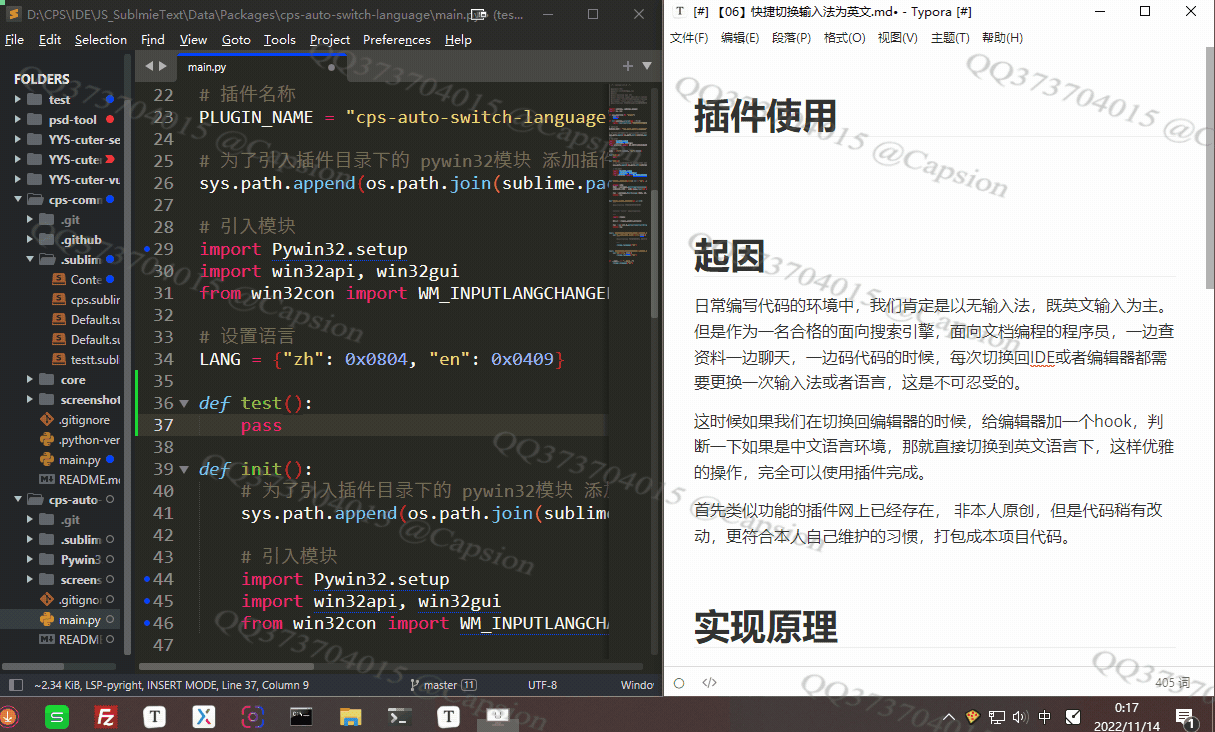 D:\CPS\IDE\JS_SublmieText\Data\Packages\cps-auto-switch-language\main.p
(tes...
File Edit Selection Find View Goto Tools Project Preferences Help
FOLDERS
test
psd-tool
YYS-cuter-se
YYS-cuter
YYS-cuter-vu
cps-comm
.git
.github
.sublim
Conte
cps.sublin
Default.su
Default.su
testt.subl
core
screenshot
.gitignore
.python-ver
main.py
README.me
cps-auto-
.git
.sublim
Pywin3
screens
.gitigno
main.py
READMI
main.py
22 # 插件名称
23 PLUGIN_NAME = "cps-auto-switch-language
24
25 # 为了引入插件目录下的 pywin32模块 添加插件
26 sys.path.append(os.path.join(sublime.pac
27
28 # 引入模块
29 import Pywin32.setup
30 import win32api, win32gui
31 from win32con import WM_INPUTLANGCHANGER
32
33 # 设置语言
34 LANG = {"zh": 0x0804, "en": 0x0409}
35
36 def test():
37 pass
38
39 def init():
40 # 为了引入插件目录下的 pywin32模块 添加
41 sys.path.append(os.path.join(sublime
42
43 # 引入模块
44 import Pywin32.setup
45 import win32api, win32gui
46 from win32con import WM_INPUTLANGCHA
47
~2.34 KiB, LSP-pyright, INSERT MODE, Line 37, Column 9
master 11
UTF-8
Windo
[#] 【06】快捷切换输入法为英文.md• - Typora [#]
文件(F) 编辑(E) 段落(P) 格式(O) 视图(V) 主题(T) 帮助(H)
插件使用
起因
日常编写代码的环境中，我们肯定是以无输入法，既英文输入为主。
但是作为一名合格的面向搜索引擎，面向文档编程的程序员，一边查
资料一边聊天，一边码代码的时候，每次切换回IDE或者编辑器都需
要更换一次输入法或者语言，这是不可忍受的。
这时候如果我们在切换回编辑器的时候，给编辑器加一个hook，判
断一下如果是中文语言环境，那就直接切换到英文语言下，这样优雅
的操作，完全可以使用插件完成。
首先类似功能的插件网上已经存在， 非本人原创，但是代码稍有改
动，更符合本人自己维护的习惯，打包成本项目代码。
实现原理
</> 405 词
中
0:17
2022/11/14
1
QQ373704015 @Capsion